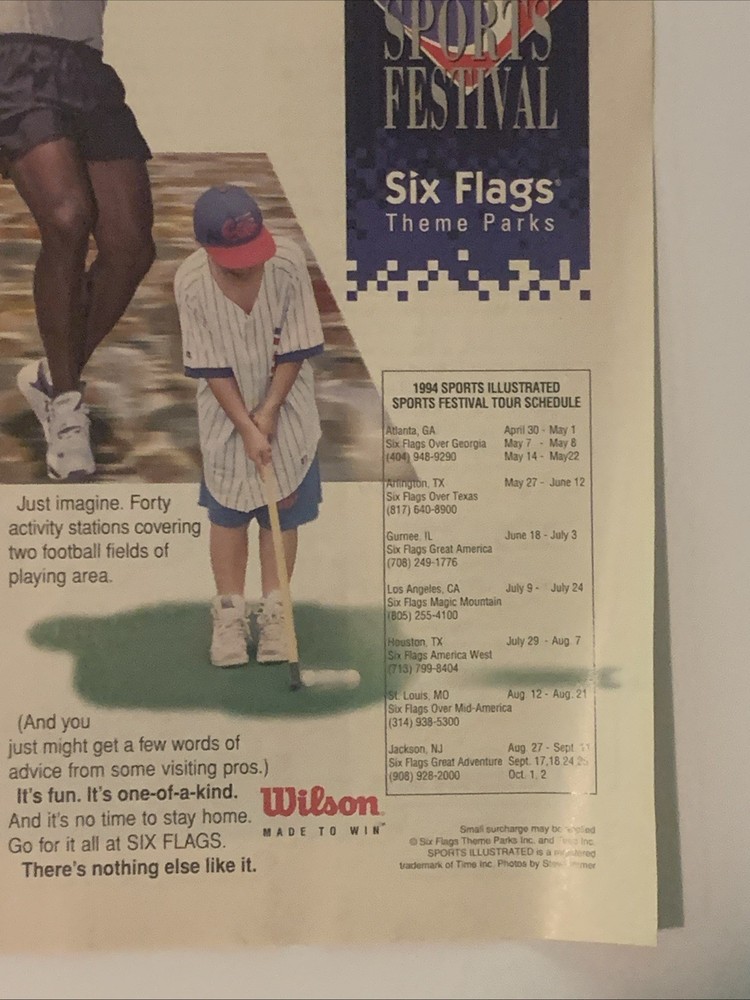 SPORTS
FESTIVAL
Six Flags®
Theme Parks
1994 SPORTS ILLUSTRATED
SPORTS FESTIVAL TOUR SCHEDULE
Atlanta, GA April 30 - May 1
Six Flags Over Georgia May 7 - May 8
(404) 948-9290 May 14 - May22
Arlington, TX May 27 - June 12
Six Flags Over Texas
(817) 640-8900
Gurnee, IL June 18 - July 3
Six Flags Great America
(708) 249-1776
Los Angeles, CA July 9 - July 24
Six Flags Magic Mountain
(805) 255-4100
Houston, TX July 29 - Aug. 7
Six Flags America West
(713) 799-8404
St. Louis, MO Aug. 12 - Aug. 21
Six Flags Over Mid-America
(314) 938-5300
Jackson, NJ Aug. 27 - Sept. 11
Six Flags Great Adventure Sept. 17,18 24 25
(908) 928-2000 Oct. 1, 2
Just imagine. Forty
activity stations covering
two football fields of
playing area.
(And you
just might get a few words of
advice from some visiting pros.)
It's fun. It's one-of-a-kind.
And it's no time to stay home.
Go for it all at SIX FLAGS.
There's nothing else like it.
Wilson®
MADE TO WIN™
Small surcharge may be applied
© Six Flags Theme Parks Inc. and Inc.
SPORTS ILLUSTRATED is a registered
trademark of Time Inc. Photos by